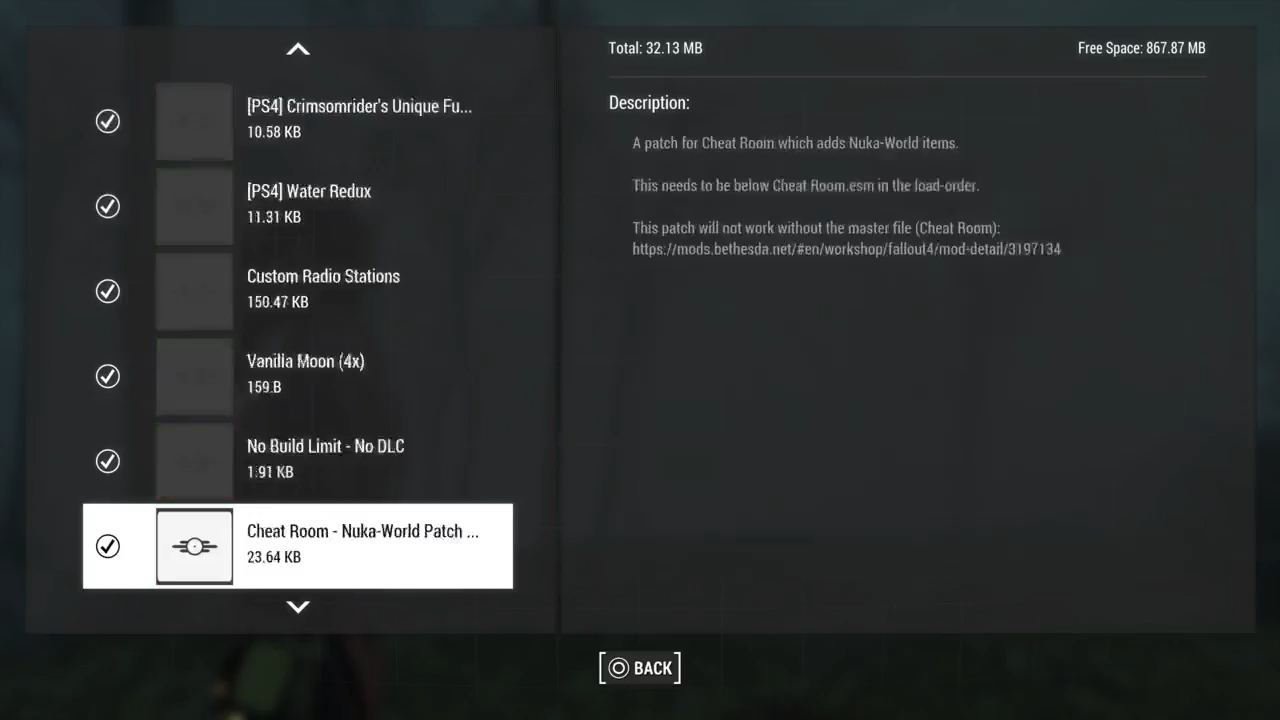 Total: 32.13 MB
Free Space: 867.87 MB
[PS4] Crimsomrider's Unique Fu...
10.58 KB
[PS4] Water Redux
11.31 KB
Custom Radio Stations
150.47 KB
Vanilla Moon (4x)
159.B
No Build Limit - No DLC
1.91 KB
Cheat Room - Nuka-World Patch ...
23.64 KB
Description:
A patch for Cheat Room which adds Nuka-World items.
This needs to be below Cheat Room.esm in the load-order.
This patch will not work without the master file (Cheat Room):
https://mods.bethesda.net/#en/workshop/fallout4/mod-detail/3197134
BACK